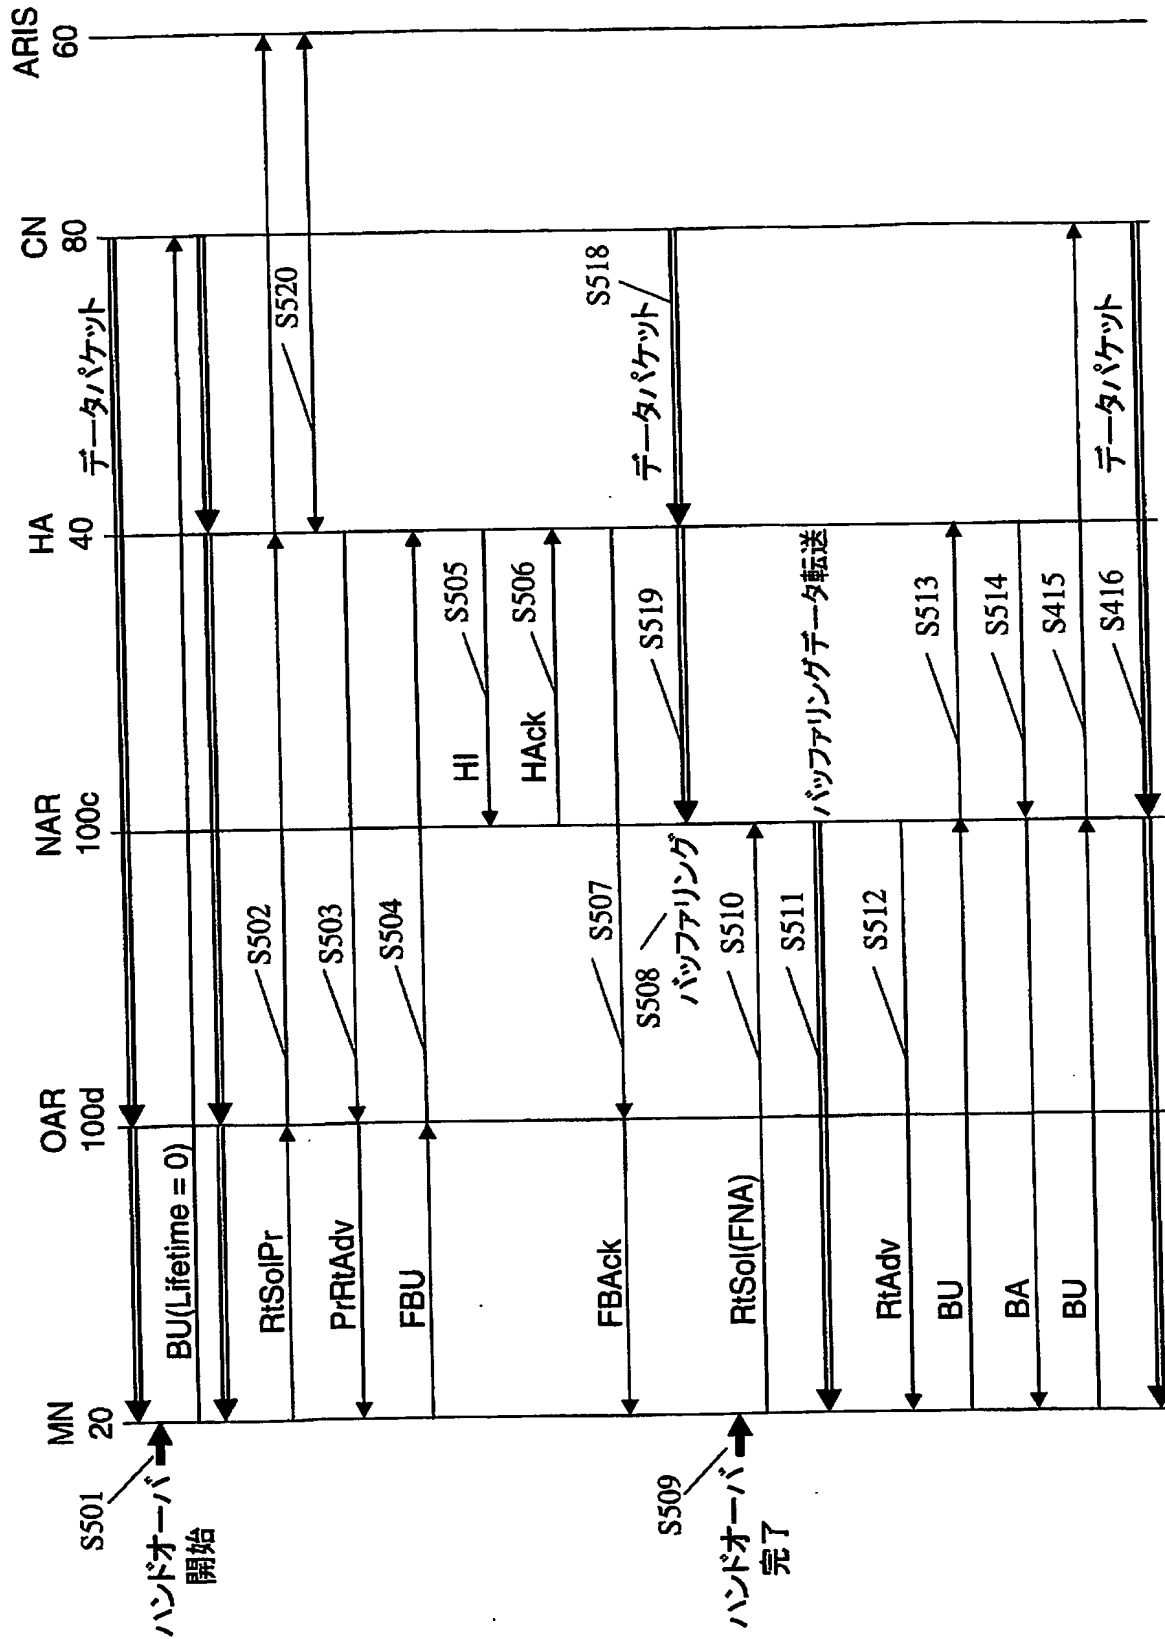 MN
20
OAR
100d
NAR
100c
HA
40
CN
80
ARIS
60
S501
ハンドオーバ
開始
データパケット
BU(Lifetime = 0)
RtSolPr
S502
S520
PrRtAdv
S503
FBU
S504
HI
S505
HAck
S506
FBAck
S507
S508
バッファリング
S519
データパケット
S518
S509
ハンドオーバ
完了
RtSol(FNA)
S510
S511
バッファリングデータ転送
RtAdv
S512
BU
S513
BA
S514
BU
S415
S416
データパケット